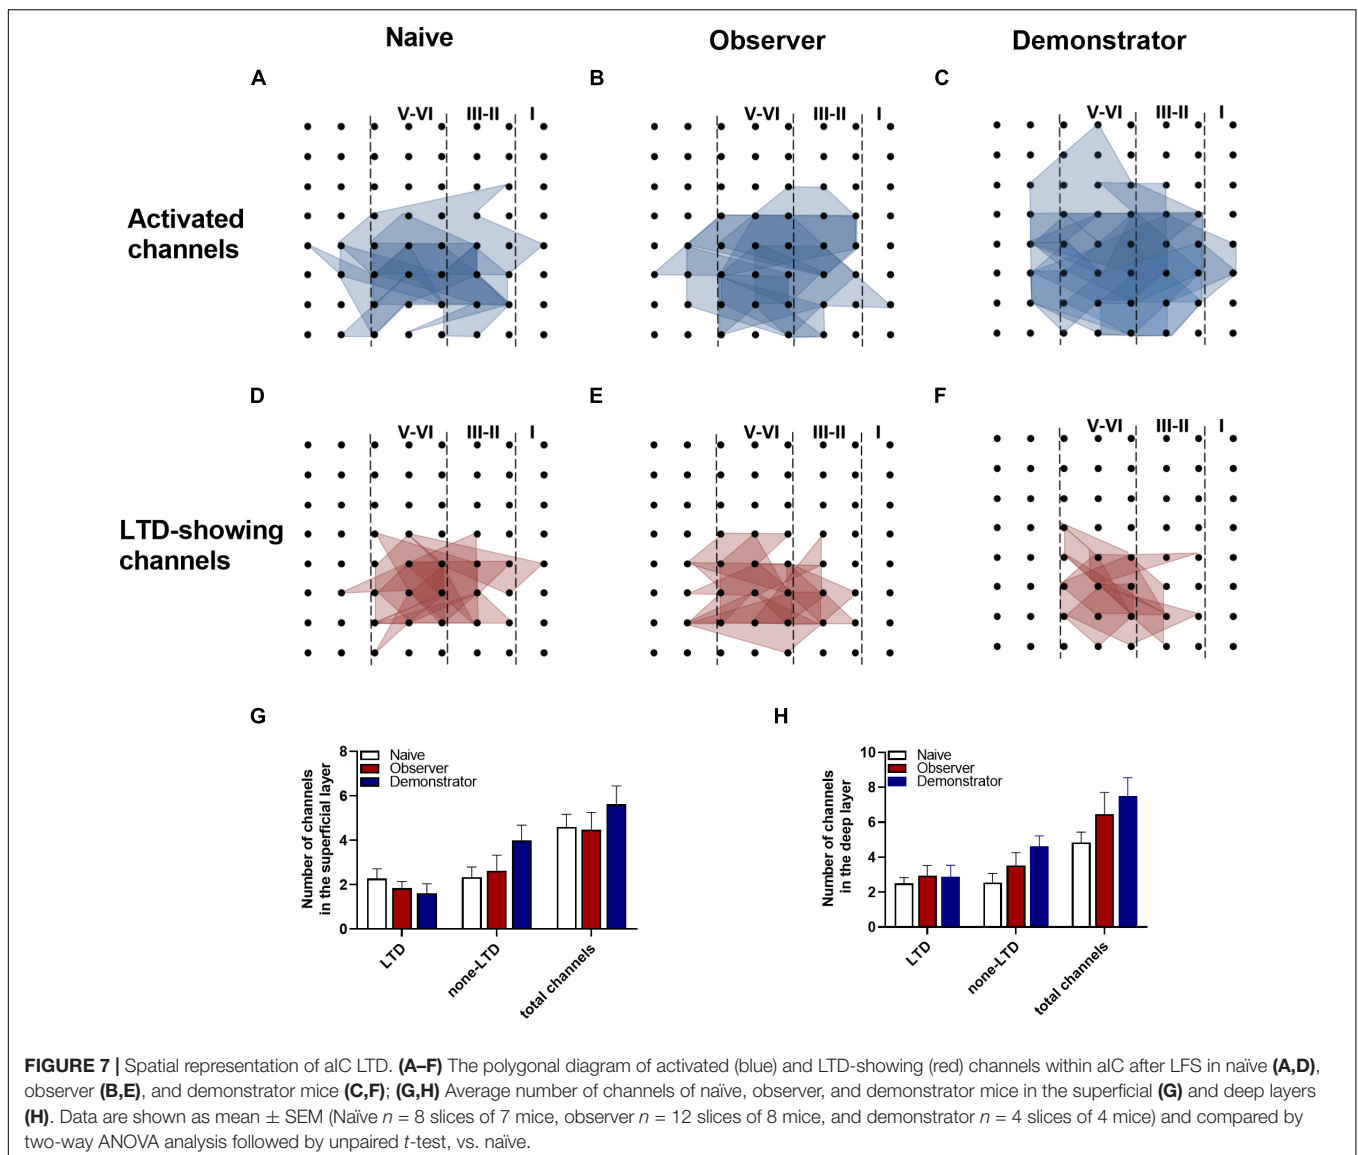 Naive Observer Demonstrator
A B C
V-VI III-II I V-VI III-II I V-VI III-II I
Activated
channels
D E F
V-VI III-II I V-VI III-II I V-VI III-II I
LTD-showing
channels
G H
Number of channels
in the superficial layer
8
6
4
2
0
Naive
Observer
Demonstrator
LTD
none-LTD
total channels
Number of channels
in the deep layer
10
8
6
4
2
0
Naive
Observer
Demonstrator
LTD
none-LTD
total channels
FIGURE 7 | Spatial representation of aIC LTD. (A–F) The polygonal diagram of activated (blue) and LTD-showing (red) channels within aIC after LFS in naïve (A,D),
observer (B,E), and demonstrator mice (C,F); (G,H) Average number of channels of naïve, observer, and demonstrator mice in the superficial (G) and deep layers
(H). Data are shown as mean ± SEM (Naïve n = 8 slices of 7 mice, observer n = 12 slices of 8 mice, and demonstrator n = 4 slices of 4 mice) and compared by
two-way ANOVA analysis followed by unpaired t-test, vs. naïve.